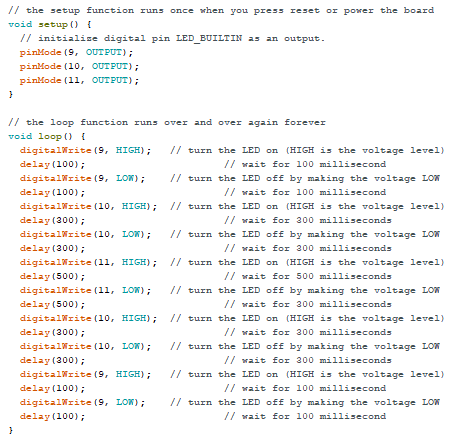 // the setup function runs once when you press reset or power the board
void setup() {
  // initialize digital pin LED_BUILTIN as an output.
  pinMode(9, OUTPUT);
  pinMode(10, OUTPUT);
  pinMode(11, OUTPUT);
}

// the loop function runs over and over again forever
void loop() {
  digitalWrite(9, HIGH);   // turn the LED on (HIGH is the voltage level)
  delay(100);                       // wait for 100 millisecond
  digitalWrite(9, LOW);    // turn the LED off by making the voltage LOW
  delay(100);                       // wait for 100 millisecond
  digitalWrite(10, HIGH);  // turn the LED on (HIGH is the voltage level)
  delay(300);                       // wait for 300 milliseconds
  digitalWrite(10, LOW);   // turn the LED off by making the voltage LOW
  delay(300);                       // wait for 300 milliseconds
  digitalWrite(11, HIGH);  // turn the LED on (HIGH is the voltage level)
  delay(500);                       // wait for 500 milliseconds
  digitalWrite(11, LOW);   // turn the LED off by making the voltage LOW
  delay(500);                       // wait for 300 milliseconds
  digitalWrite(10, HIGH);  // turn the LED on (HIGH is the voltage level)
  delay(300);                       // wait for 300 milliseconds
  digitalWrite(10, LOW);   // turn the LED off by making the voltage LOW
  delay(300);                       // wait for 300 milliseconds
  digitalWrite(9, HIGH);   // turn the LED on (HIGH is the voltage level)
  delay(100);                       // wait for 100 millisecond
  digitalWrite(9, LOW);    // turn the LED off by making the voltage LOW
  delay(100);                       // wait for 100 millisecond
}